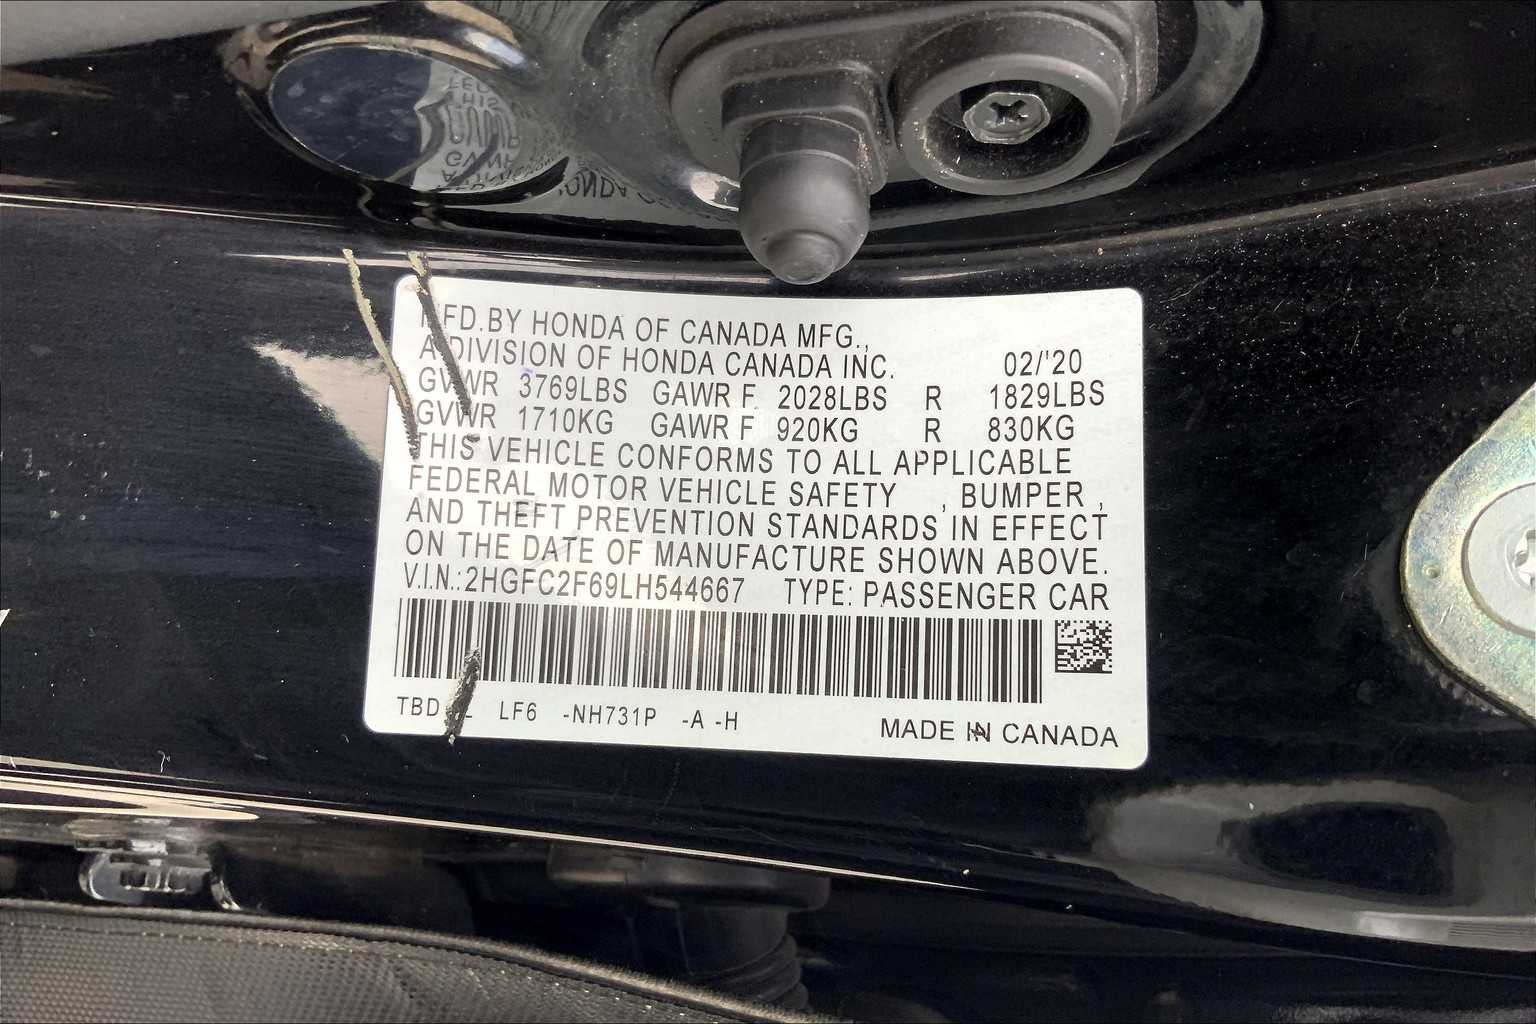 MFD.BY HONDA OF CANADA MFG.,
A DIVISION OF HONDA CANADA INC. 02/'20
GVWR 3769LBS GAWR F 2028LBS R 1829LBS
GVWR 1710KG GAWR F 920KG R 830KG
THIS VEHICLE CONFORMS TO ALL APPLICABLE
FEDERAL MOTOR VEHICLE SAFETY , BUMPER ,
AND THEFT PREVENTION STANDARDS IN EFFECT
ON THE DATE OF MANUFACTURE SHOWN ABOVE.
V.I.N.:2HGFC2F69LH544667 TYPE: PASSENGER CAR
TBD LF6 -NH731P -A -H
MADE IN CANADA